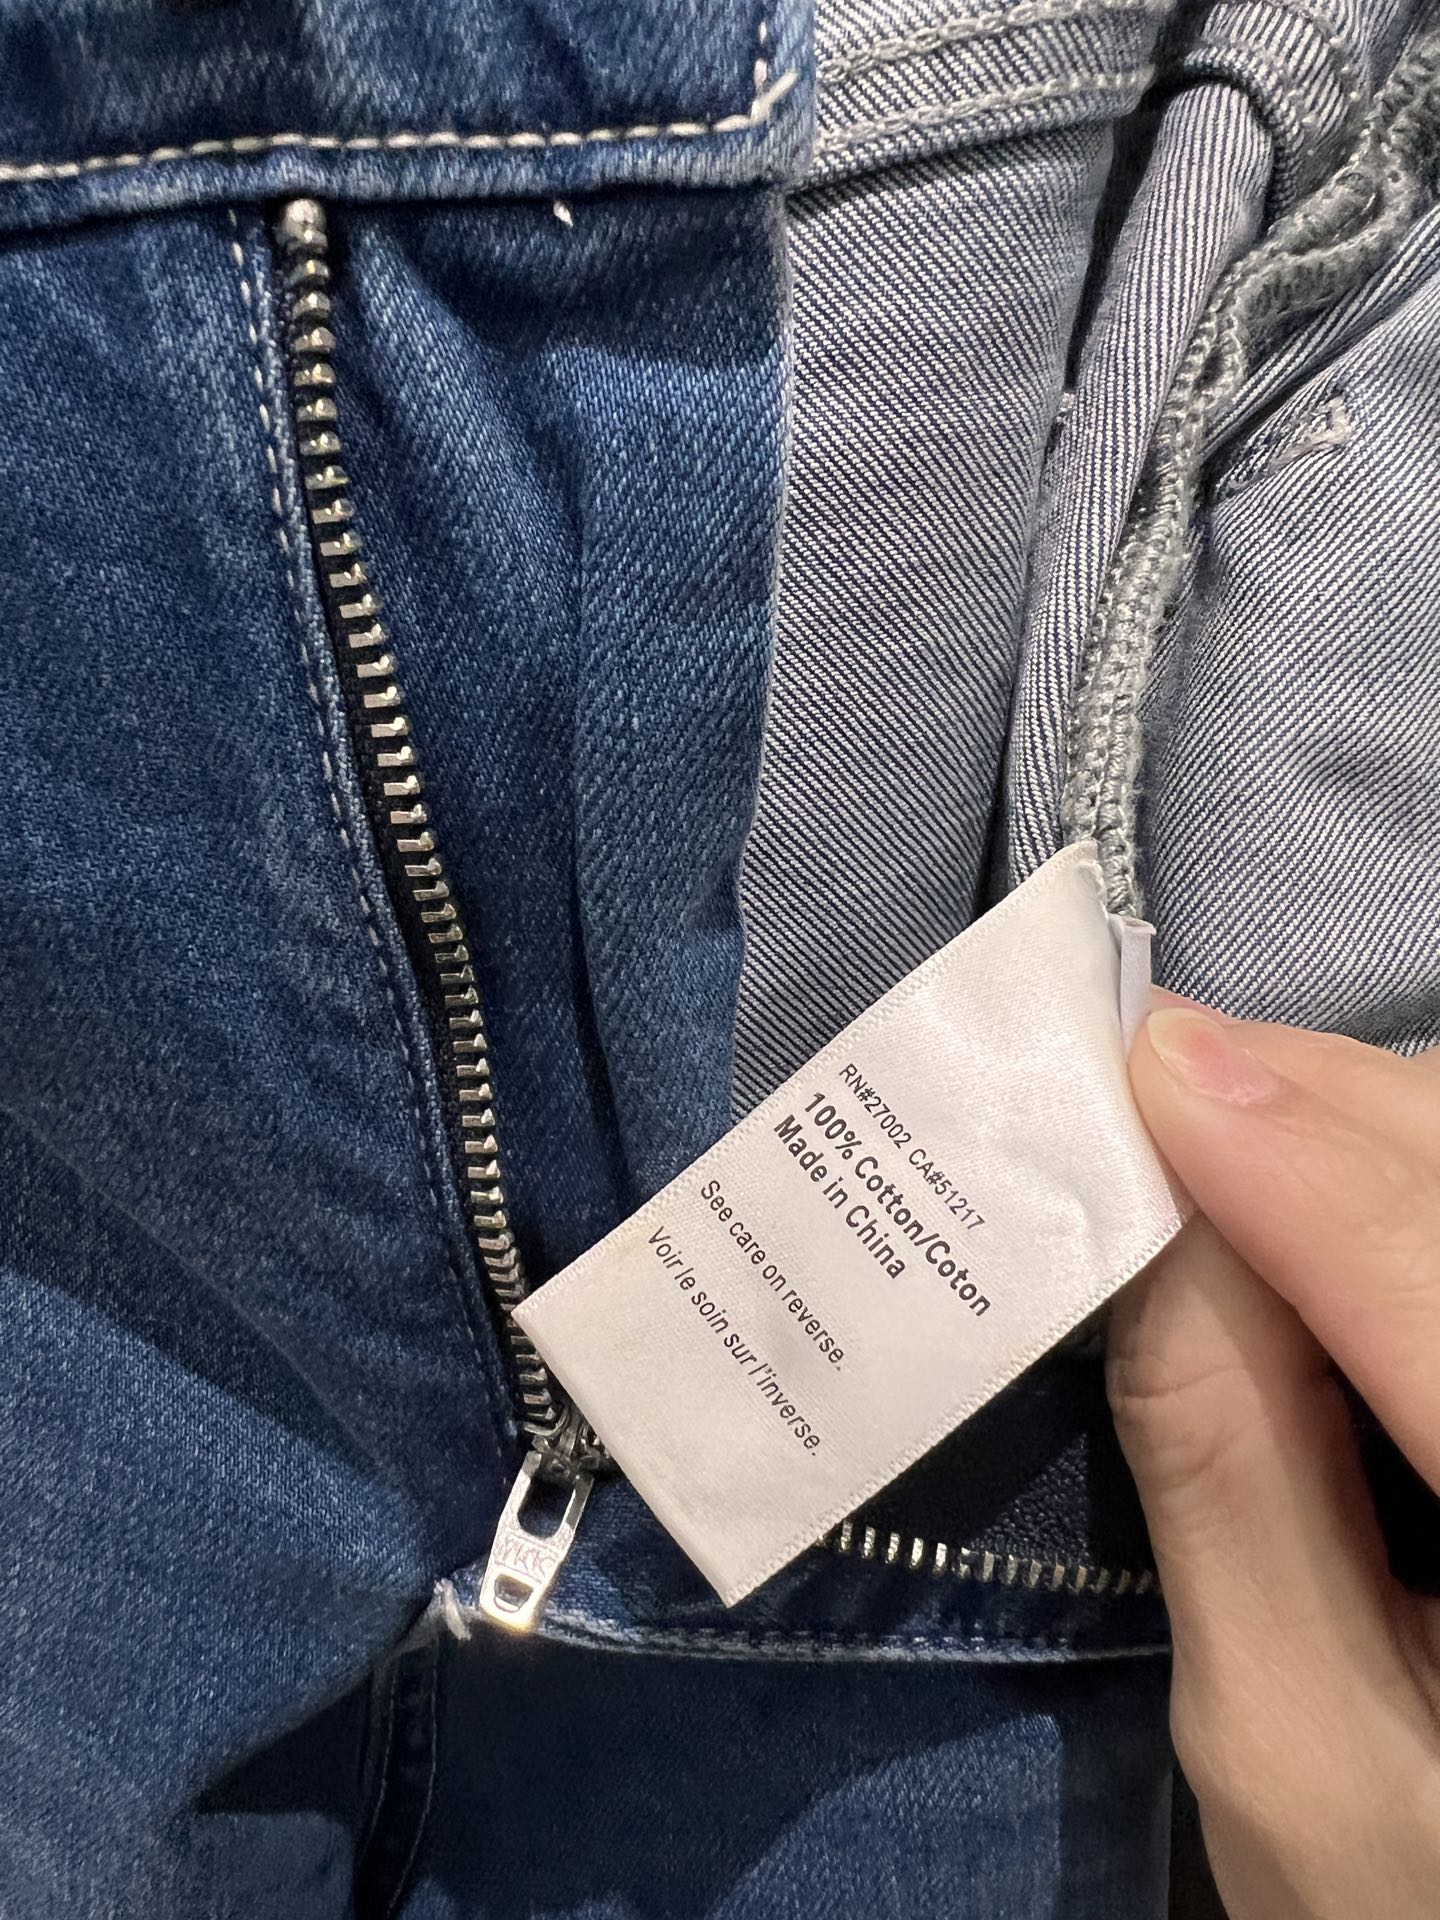 RN#27002 CA#51217
100% Cotton/Coton
Made in China
See care on reverse.
Voir le soin sur l'inverse.